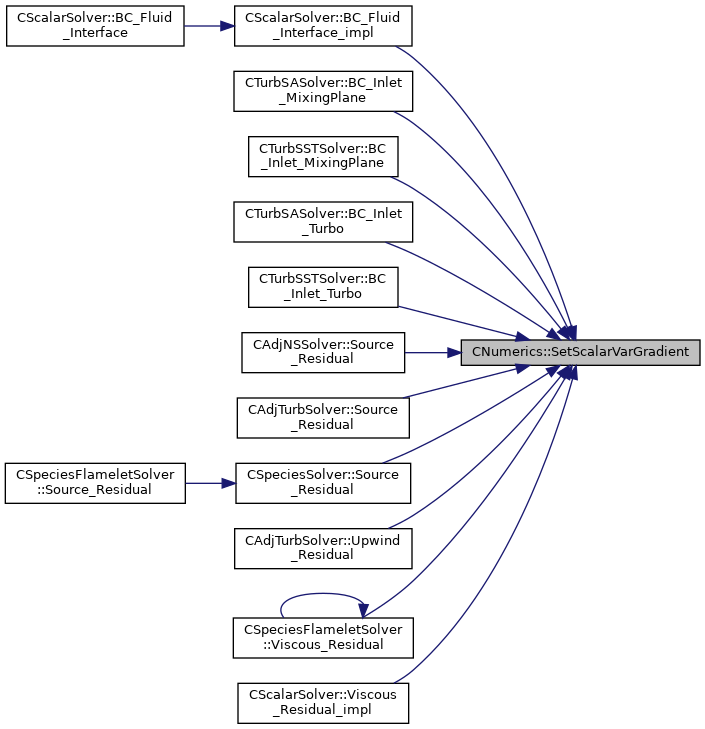 CScalarSolver::BC_Fluid
_Interface
CScalarSolver::BC_Fluid
_Interface_impl
CTurbSASolver::BC_Inlet
_MixingPlane
CTurbSSTSolver::BC
_Inlet_MixingPlane
CTurbSASolver::BC_Inlet
_Turbo
CTurbSSTSolver::BC
_Inlet_Turbo
CAdjNSSolver::Source
_Residual
CNumerics::SetScalarVarGradient
CAdjTurbSolver::Source
_Residual
CSpeciesFlameletSolver
::Source_Residual
CSpeciesSolver::Source
_Residual
CAdjTurbSolver::Upwind
_Residual
CSpeciesFlameletSolver
::Viscous_Residual
CScalarSolver::Viscous
_Residual_impl